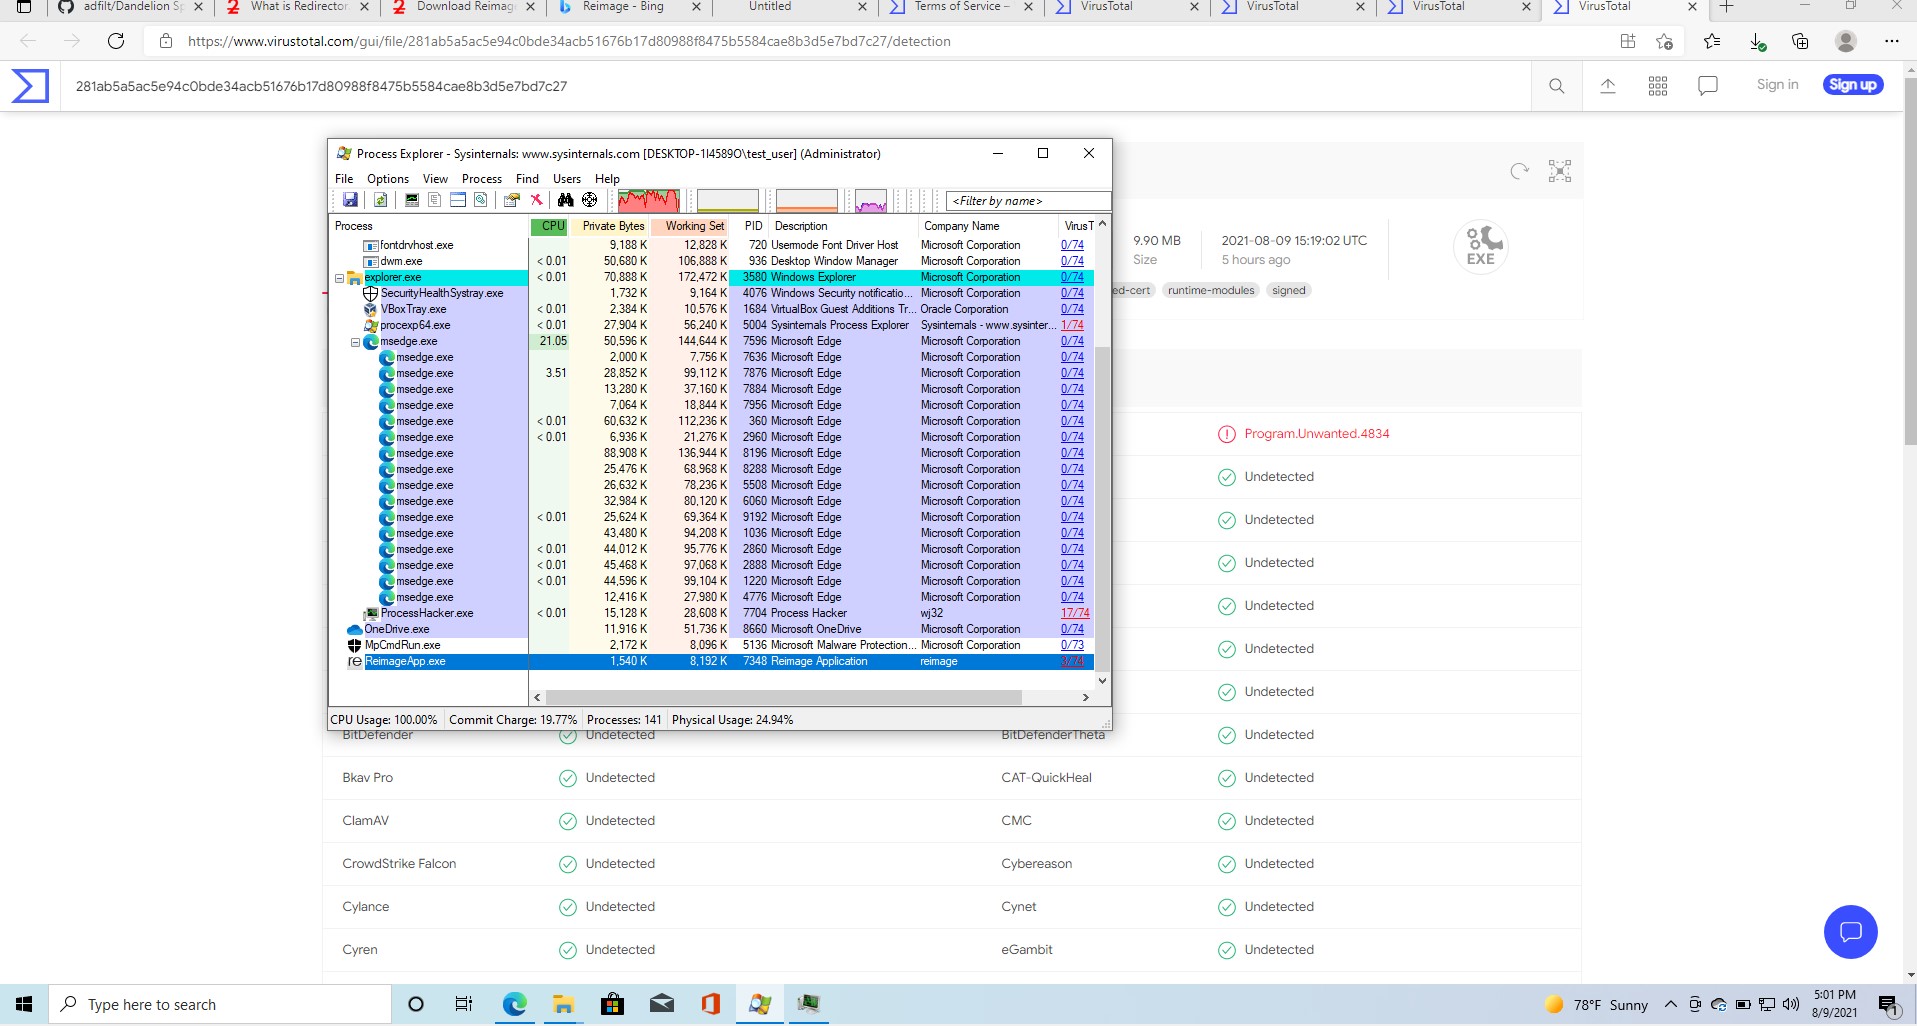 adfilt/Dandelion Sp
What is Redirector.
Download Reimage
Reimage - Bing
Untitled
Terms of Service –
VirusTotal
VirusTotal
VirusTotal
VirusTotal
https://www.virustotal.com/gui/file/281ab5a5ac5e94c0bde34acb51676b17d80988f8475b5584cae8b3d5e7bd7c27/detection
281ab5a5ac5e94c0bde34acb51676b17d80988f8475b5584cae8b3d5e7bd7c27
Sign in
Sign up
Process Explorer - Sysinternals: www.sysinternals.com [DESKTOP-1I4589O\test_user] (Administrator)
File Options View Process Find Users Help
<Filter by name>
Process CPU Private Bytes Working Set PID Description Company Name VirusT
fontdrvhost.exe 9,188 K 12,828 K 720 Usemode Font Driver Host Microsoft Corporation 0/74
dwm.exe < 0.01 50,680 K 106,888 K 936 Desktop Window Manager Microsoft Corporation 0/74
explorer.exe < 0.01 70,888 K 172,472 K 3580 Windows Explorer Microsoft Corporation 0/74
SecurityHealthSystray.exe 1,732 K 9,164 K 4076 Windows Security notificatio... Microsoft Corporation 0/74
VBoxTray.exe < 0.01 2,384 K 10,576 K 1684 VirtualBox Guest Additions Tr... Oracle Corporation 0/74
procexp64.exe < 0.01 27,904 K 56,240 K 5004 Sysinternals Process Explorer Sysinternals - www.sysinter... 1/74
msedge.exe 21.05 50,596 K 144,644 K 7596 Microsoft Edge Microsoft Corporation 0/74
msedge.exe 2,000 K 7,756 K 7636 Microsoft Edge Microsoft Corporation 0/74
msedge.exe 3.51 28,852 K 99,112 K 7876 Microsoft Edge Microsoft Corporation 0/74
msedge.exe 13,280 K 37,160 K 7884 Microsoft Edge Microsoft Corporation 0/74
msedge.exe 7,064 K 18,844 K 7956 Microsoft Edge Microsoft Corporation 0/74
msedge.exe < 0.01 60,632 K 112,236 K 360 Microsoft Edge Microsoft Corporation 0/74
msedge.exe < 0.01 6,936 K 21,276 K 2960 Microsoft Edge Microsoft Corporation 0/74
msedge.exe 88,908 K 136,944 K 8196 Microsoft Edge Microsoft Corporation 0/74
msedge.exe 25,476 K 68,968 K 8288 Microsoft Edge Microsoft Corporation 0/74
msedge.exe 26,632 K 78,236 K 5508 Microsoft Edge Microsoft Corporation 0/74
msedge.exe 32,984 K 80,120 K 6060 Microsoft Edge Microsoft Corporation 0/74
msedge.exe < 0.01 25,624 K 69,364 K 9192 Microsoft Edge Microsoft Corporation 0/74
msedge.exe 43,480 K 94,208 K 1036 Microsoft Edge Microsoft Corporation 0/74
msedge.exe < 0.01 44,012 K 95,776 K 2860 Microsoft Edge Microsoft Corporation 0/74
msedge.exe < 0.01 45,468 K 97,068 K 2888 Microsoft Edge Microsoft Corporation 0/74
msedge.exe < 0.01 44,596 K 99,104 K 1220 Microsoft Edge Microsoft Corporation 0/74
msedge.exe 12,416 K 27,980 K 4776 Microsoft Edge Microsoft Corporation 0/74
ProcessHacker.exe < 0.01 15,128 K 28,608 K 7704 Process Hacker wj32 17/74
OneDrive.exe 11,916 K 51,736 K 8660 Microsoft OneDrive Microsoft Corporation 0/74
MpCmdRun.exe 2,172 K 8,096 K 5136 Microsoft Malware Protection... Microsoft Corporation 0/73
re ReimageApp.exe 1,540 K 8,192 K 7348 Reimage Application reimage 3/74
CPU Usage: 100.00% Commit Charge: 19.77% Processes: 141 Physical Usage: 24.94%
9.90 MB
Size
2021-08-09 15:19:02 UTC
5 hours ago
EXE
ed-cert runtime-modules signed
Program.Unwanted.4834
Undetected
Undetected
Undetected
Undetected
Undetected
Undetected
BitDefender Undetected BitDefenderTheta Undetected
Bkav Pro Undetected CAT-QuickHeal Undetected
ClamAV Undetected CMC Undetected
CrowdStrike Falcon Undetected Cybereason Undetected
Cylance Undetected Cynet Undetected
Cyren Undetected eGambit Undetected
Type here to search
78°F Sunny
5:01 PM
8/9/2021
1